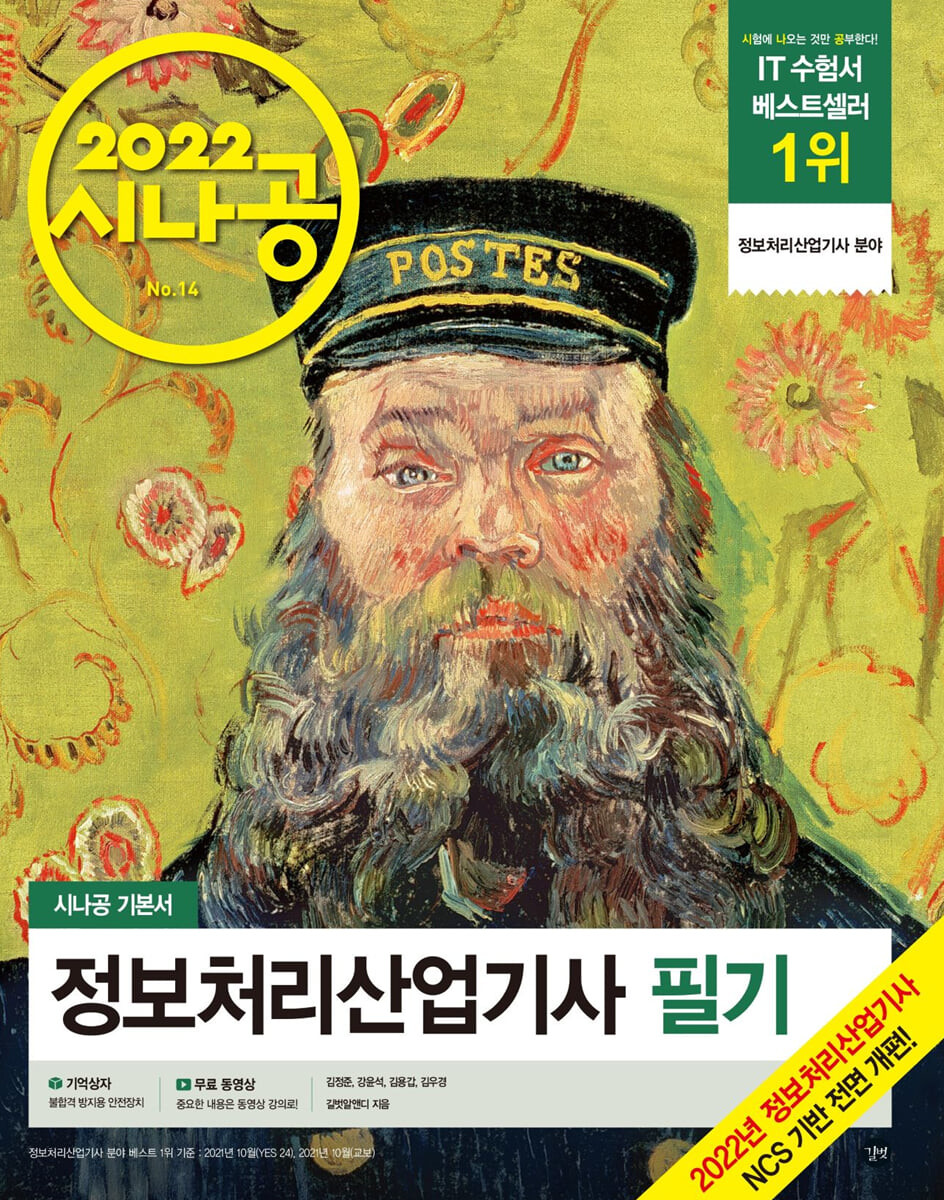 2022
시나공
No.14
시험에 나오는 것만 공부한다!
IT 수험서
베스트셀러
1위
정보처리산업기사 분야
POSTES
시나공 기본서
정보처리산업기사 필기
기억상자
불합격 방지용 안전장치
무료 동영상
중요한 내용은 동영상 강의로!
김정준, 강윤석, 김용갑, 김우경
길벗알앤디 지음
2022년 정보처리산업기사
NCS 기반 전면 개편!
정보처리산업기사 분야 베스트 1위 기준 : 2021년 10월(YES 24), 2021년 10월(교보)
길벗